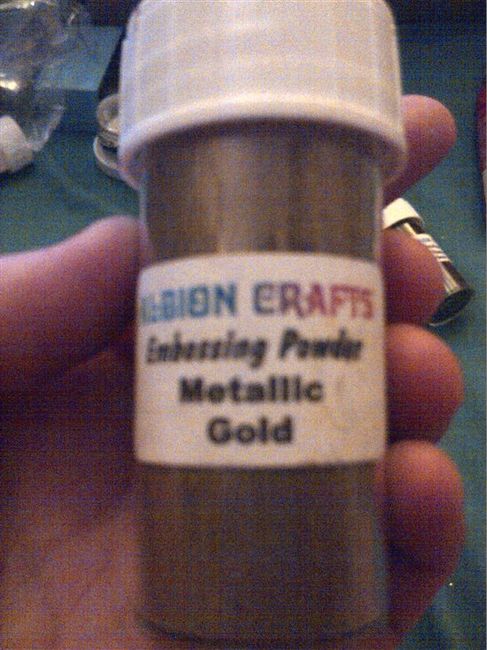 ALBION CRAFTS
Embossing Powder
Metallic
Gold